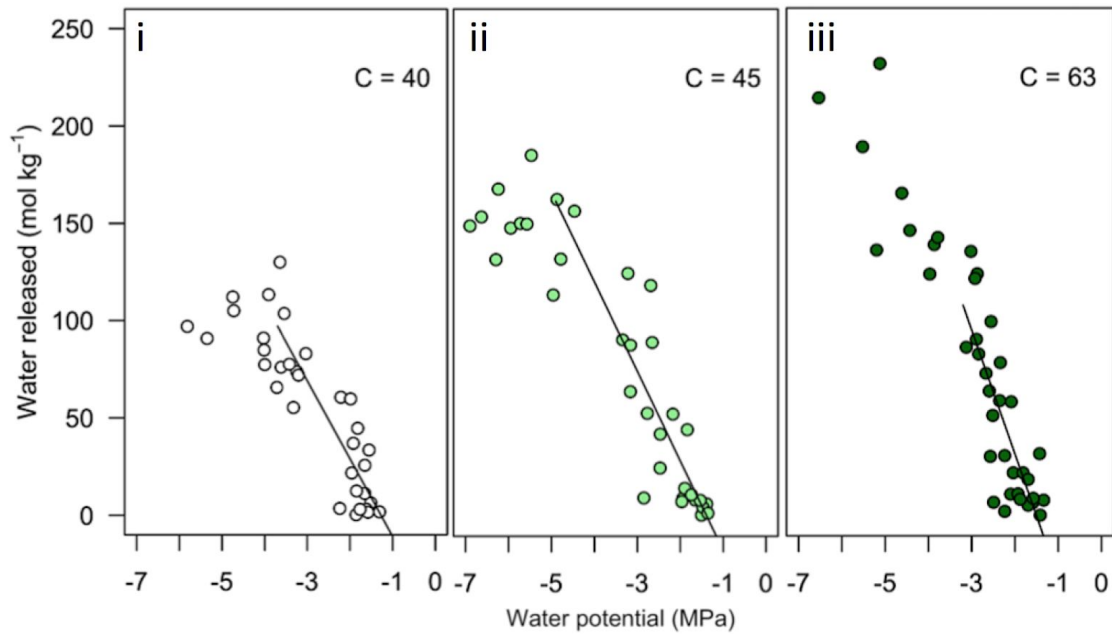 i
ii
iii
C = 40
C = 45
C = 63
250
200
150
100
50
0
Water released (mol kg⁻¹)
-7 -5 -3 -1 0
-7 -5 -3 -1 0
-7 -5 -3 -1 0
Water potential (MPa)